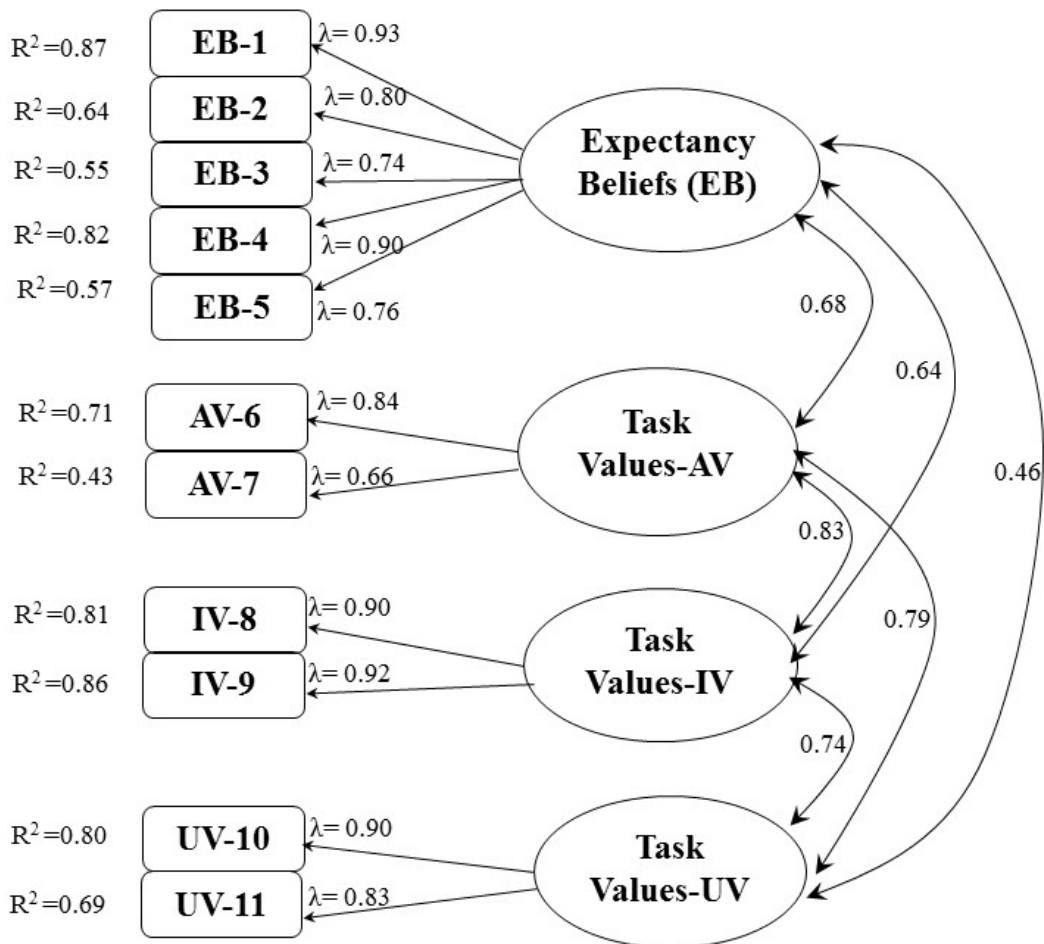 R²=0.87
EB-1
λ= 0.93
R²=0.64
EB-2
λ= 0.80
R²=0.55
EB-3
λ= 0.74
R²=0.82
EB-4
λ= 0.90
R²=0.57
EB-5
λ= 0.76
Expectancy
Beliefs (EB)
0.68
0.64
0.46
R²=0.71
AV-6
λ= 0.84
R²=0.43
AV-7
λ= 0.66
Task
Values-AV
0.83
0.79
R²=0.81
IV-8
λ= 0.90
R²=0.86
IV-9
λ= 0.92
Task
Values-IV
0.74
R²=0.80
UV-10
λ= 0.90
R²=0.69
UV-11
λ= 0.83
Task
Values-UV